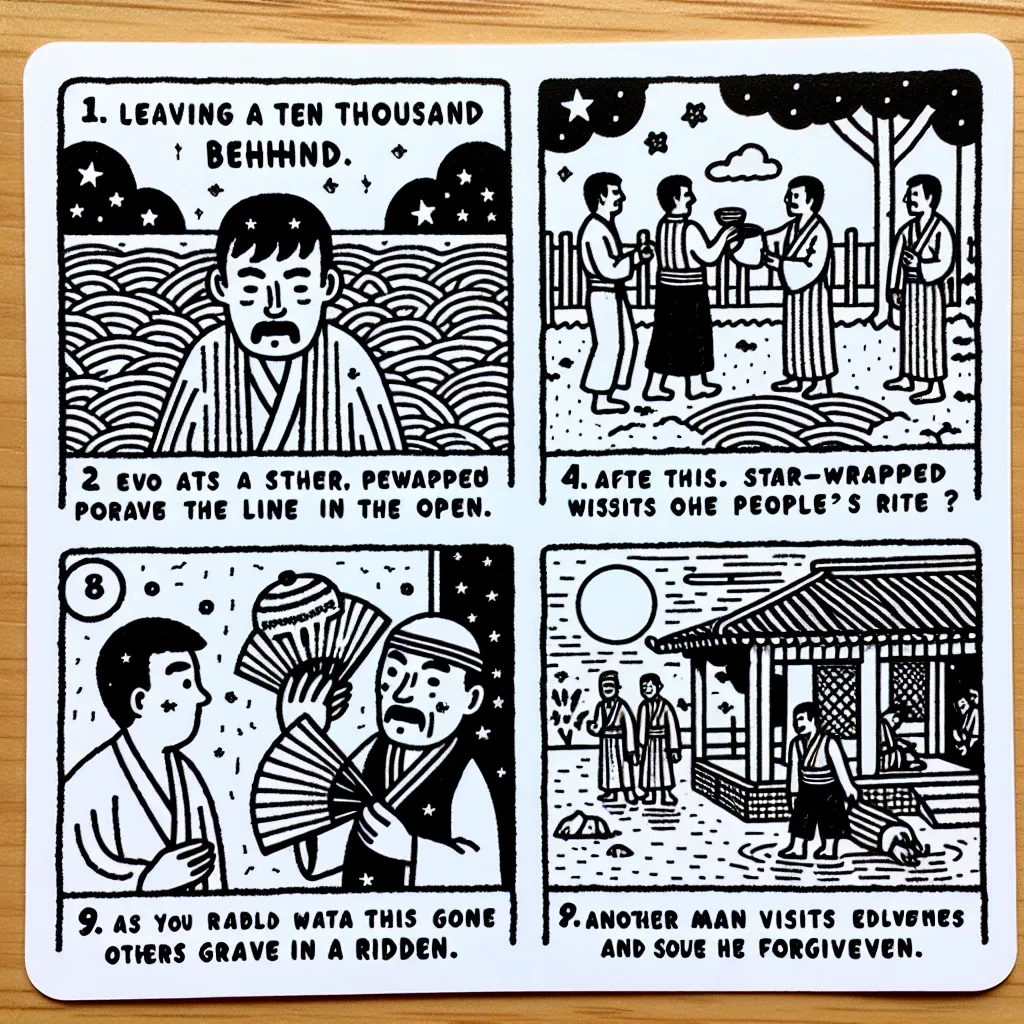 1. LEAVING A TEN THOUSAND
BEHHIND.
2 EVO ATS A STHER, PEWAPPED
PORAVE THE LINE IN THE OPEN.
4. AFTE THIS. STAR-WRAPPED
WISSITS OHE PEOPLE'S RITE ?
8
9. AS YOU RADLD WATA THIS GONE
OTHERS GRAVE IN A RIDDEN.
9. ANOTHER MAN VISITS EDLVEHES
AND SOUE HE FORGIVEVEN.